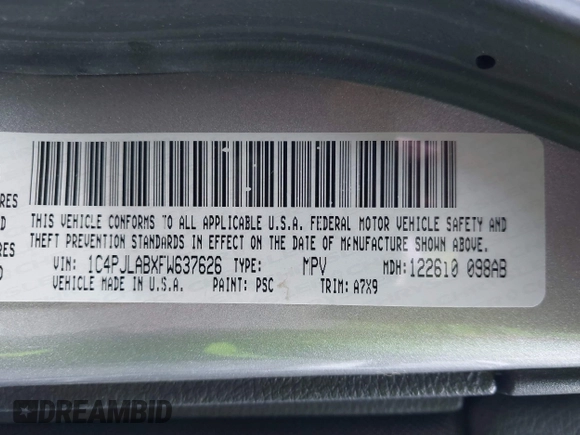 RES
THIS VEHICLE CONFORMS TO ALL APPLICABLE U.S.A. FEDERAL MOTOR VEHICLE SAFETY AND
THEFT PREVENTION STANDARDS IN EFFECT ON THE DATE OF MANUFACTURE SHOWN ABOVE.
RES
VIN: 1C4PJLABXFW637626 TYPE: MPV MDH:122610 098AB
VEHICLE MADE IN U.S.A. PAINT: PSC TRIM: A7X9
DREAMBID